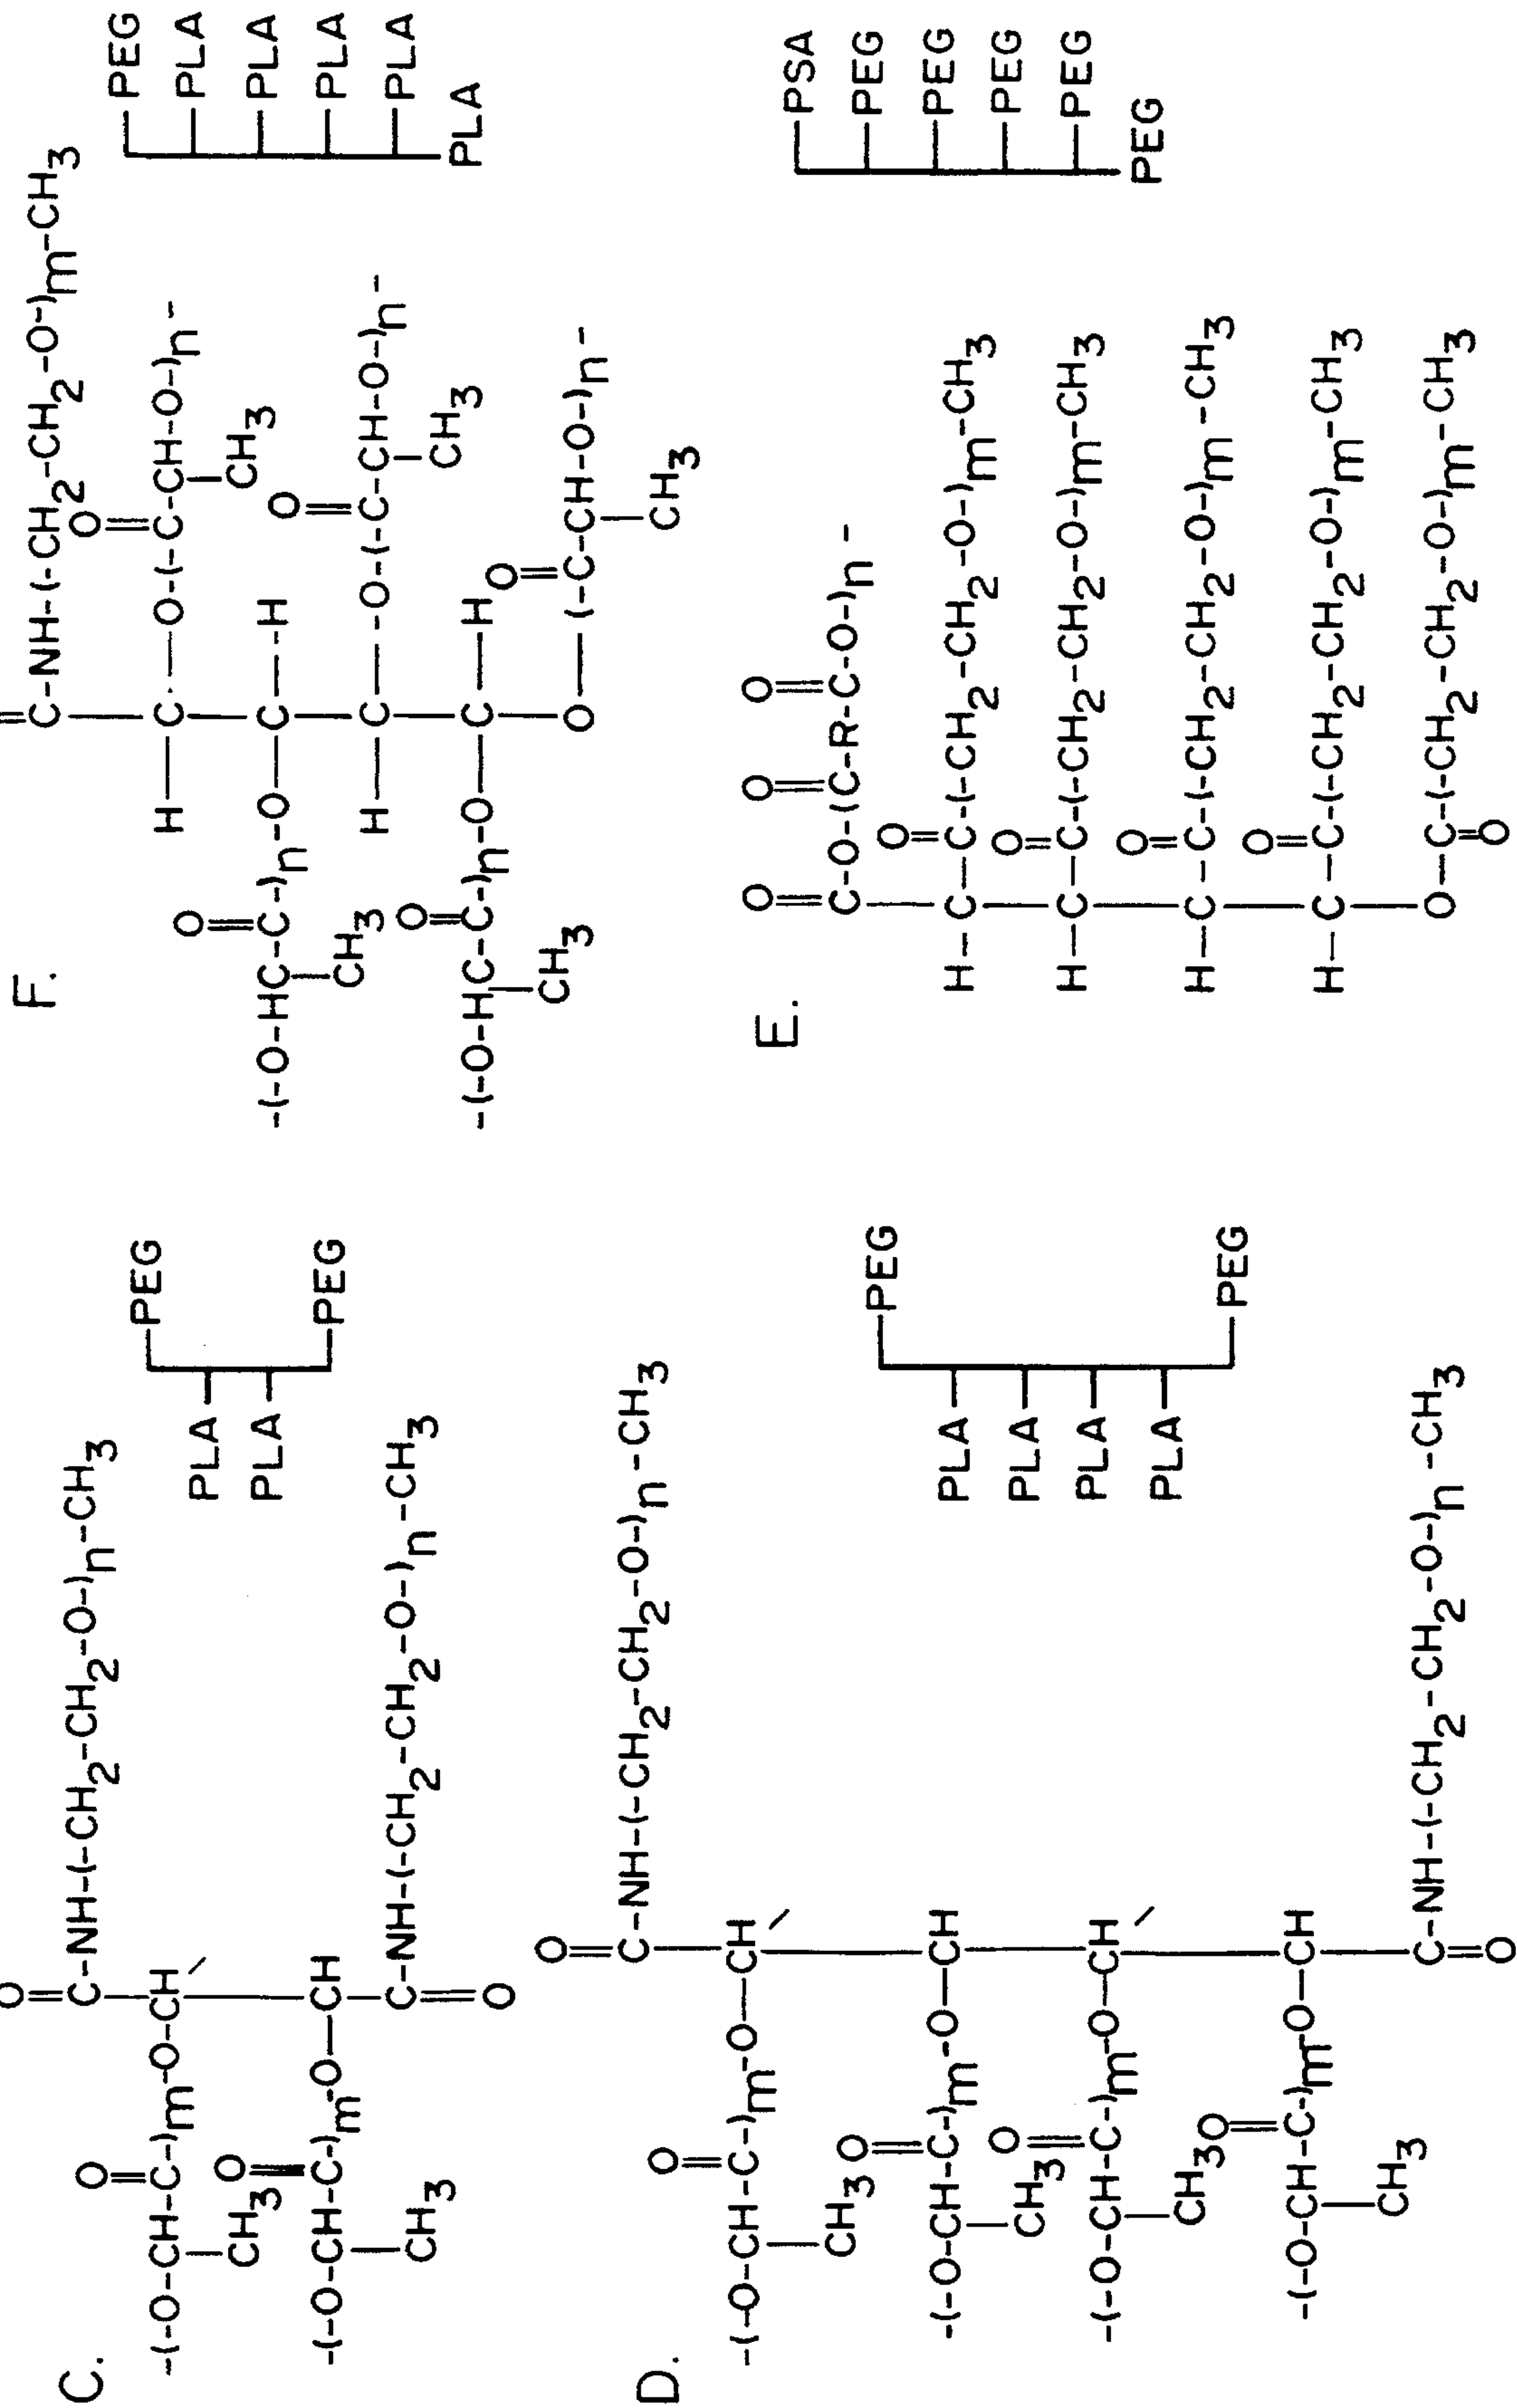 C.
O
C-NH-(-CH2-CH2-O-)n-CH3
O
-(-O-CH-C-)m-O-CH
CH3
O
-(-O-CH-C-)m-O-CH
CH3
C-NH-(-CH2-CH2-O-)n-CH3
O
PEG
PLA
PLA
PEG
D.
O
C-NH-(-CH2-CH2-O-)n-CH3
O
-(-O-CH-C-)m-O-CH
CH3
O
-(-O-CH-C-)m-O-CH
CH3
O
-(-O-CH-C-)m-O-CH
CH3
O
-(-O-CH-C-)m-O-CH
CH3
C-NH-(-CH2-CH2-O-)n-CH3
O
PEG
PLA
PLA
PLA
PLA
PEG
F.
C-NH-(-CH2-CH2-O-)m-CH3
O
H-C-O-(-C-CH-O-)n-
CH3
O
-(-O-HC-C-)n-O-C-H
CH3
O
H-C-O-(-C-CH-O-)n-
CH3
O
-(-O-HC-C-)n-O-C-H
CH3
O
O-(-C-CH-O-)n-
CH3
PEG
PLA
PLA
PLA
PLA
PLA
E.
O O O
C-O-(C-R-C-O-)n-
O
H-C-C-(-CH2-CH2-O-)m-CH3
O
H-C-C-(-CH2-CH2-O-)m-CH3
O
H-C-C-(-CH2-CH2-O-)m-CH3
O
H-C-C-(-CH2-CH2-O-)m-CH3
O-C-(-CH2-CH2-O-)m-CH3
O
PSA
PEG
PEG
PEG
PEG
PEG